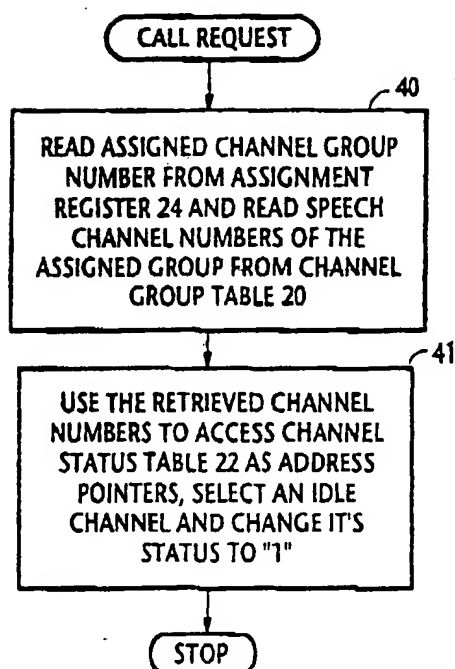 CALL REQUEST
40
READ ASSIGNED CHANNEL GROUP
NUMBER FROM ASSIGNMENT
REGISTER 24 AND READ SPEECH
CHANNEL NUMBERS OF THE
ASSIGNED GROUP FROM CHANNEL
GROUP TABLE 20
41
USE THE RETRIEVED CHANNEL
NUMBERS TO ACCESS CHANNEL
STATUS TABLE 22 AS ADDRESS
POINTERS, SELECT AN IDLE
CHANNEL AND CHANGE IT'S
STATUS TO "1"
STOP